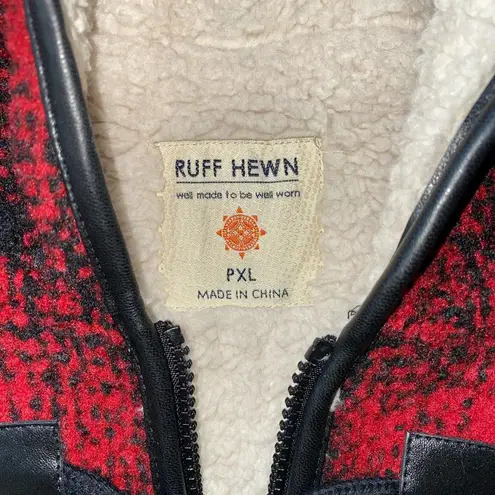 RUFF HEWN
well made to be well worn
PXL
MADE IN CHINA